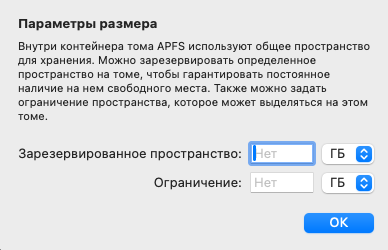 Параметры размера
Внутри контейнера тома APFS используют общее пространство
для хранения. Можно зарезервировать определенное
пространство на томе, чтобы гарантировать постоянное
наличие на нем свободного места. Также можно задать
ограничение пространства, которое может выделяться на этом
томе.
Зарезервированное пространство: Нет ГБ
Ограничение: Нет ГБ
OK